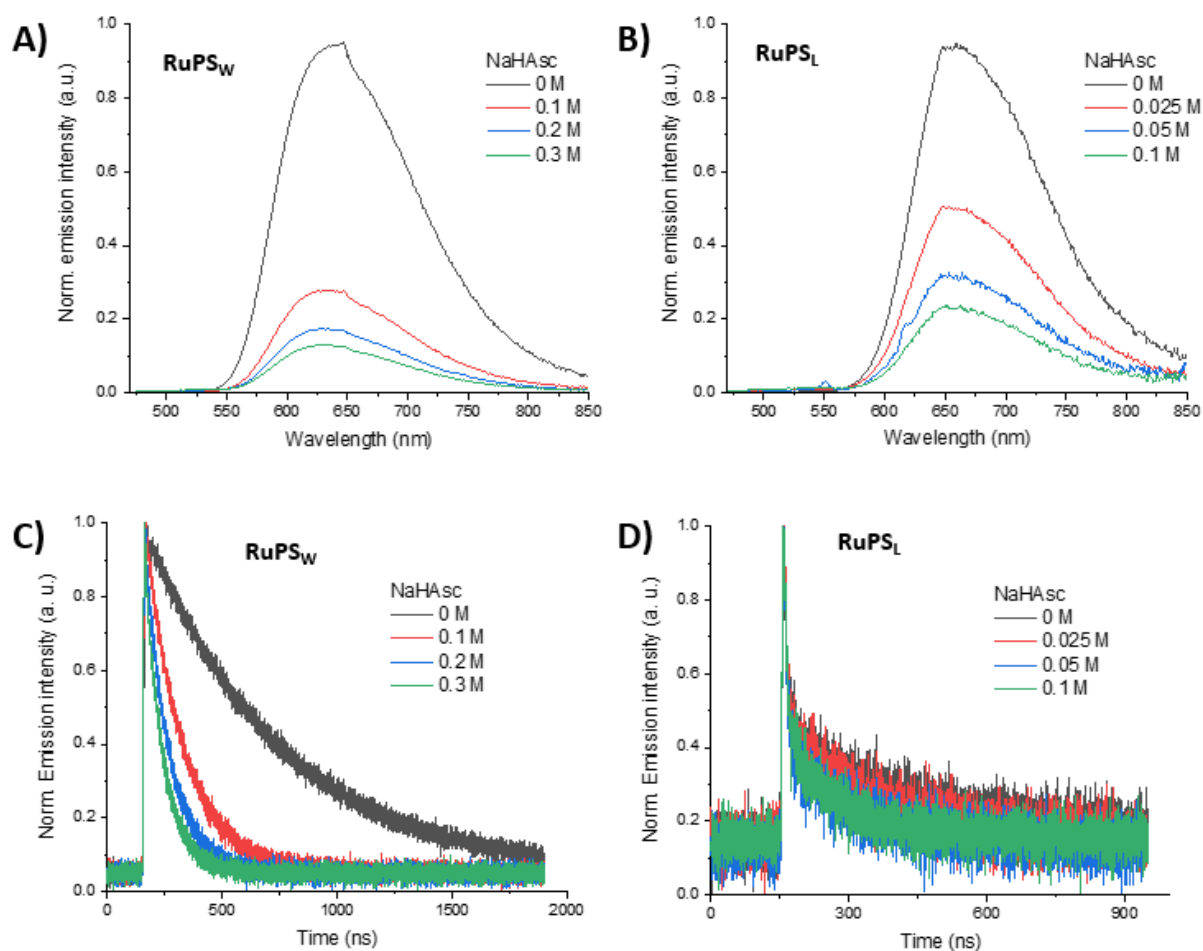 A)
RuPSW
NaHAsc
0 M
0.1 M
0.2 M
0.3 M
Norm. emission intensity (a.u.)
1.0
0.8
0.6
0.4
0.2
0.0
500 550 600 650 700 750 800 850
Wavelength (nm)
B)
RuPSL
NaHAsc
0 M
0.025 M
0.05 M
0.1 M
Norm. emission intensity (a.u.)
1.0
0.8
0.6
0.4
0.2
0.0
500 550 600 650 700 750 800 850
Wavelength (nm)
C)
RuPSW
NaHAsc
0 M
0.1 M
0.2 M
0.3 M
Norm. Emission intensity (a. u.)
1.0
0.8
0.6
0.4
0.2
0.0
0 500 1000 1500 2000
Time (ns)
D)
RuPSL
NaHAsc
0 M
0.025 M
0.05 M
0.1 M
Norm. Emission intensity (a. u.)
1.0
0.8
0.6
0.4
0.2
0.0
0 300 600 900
Time (ns)